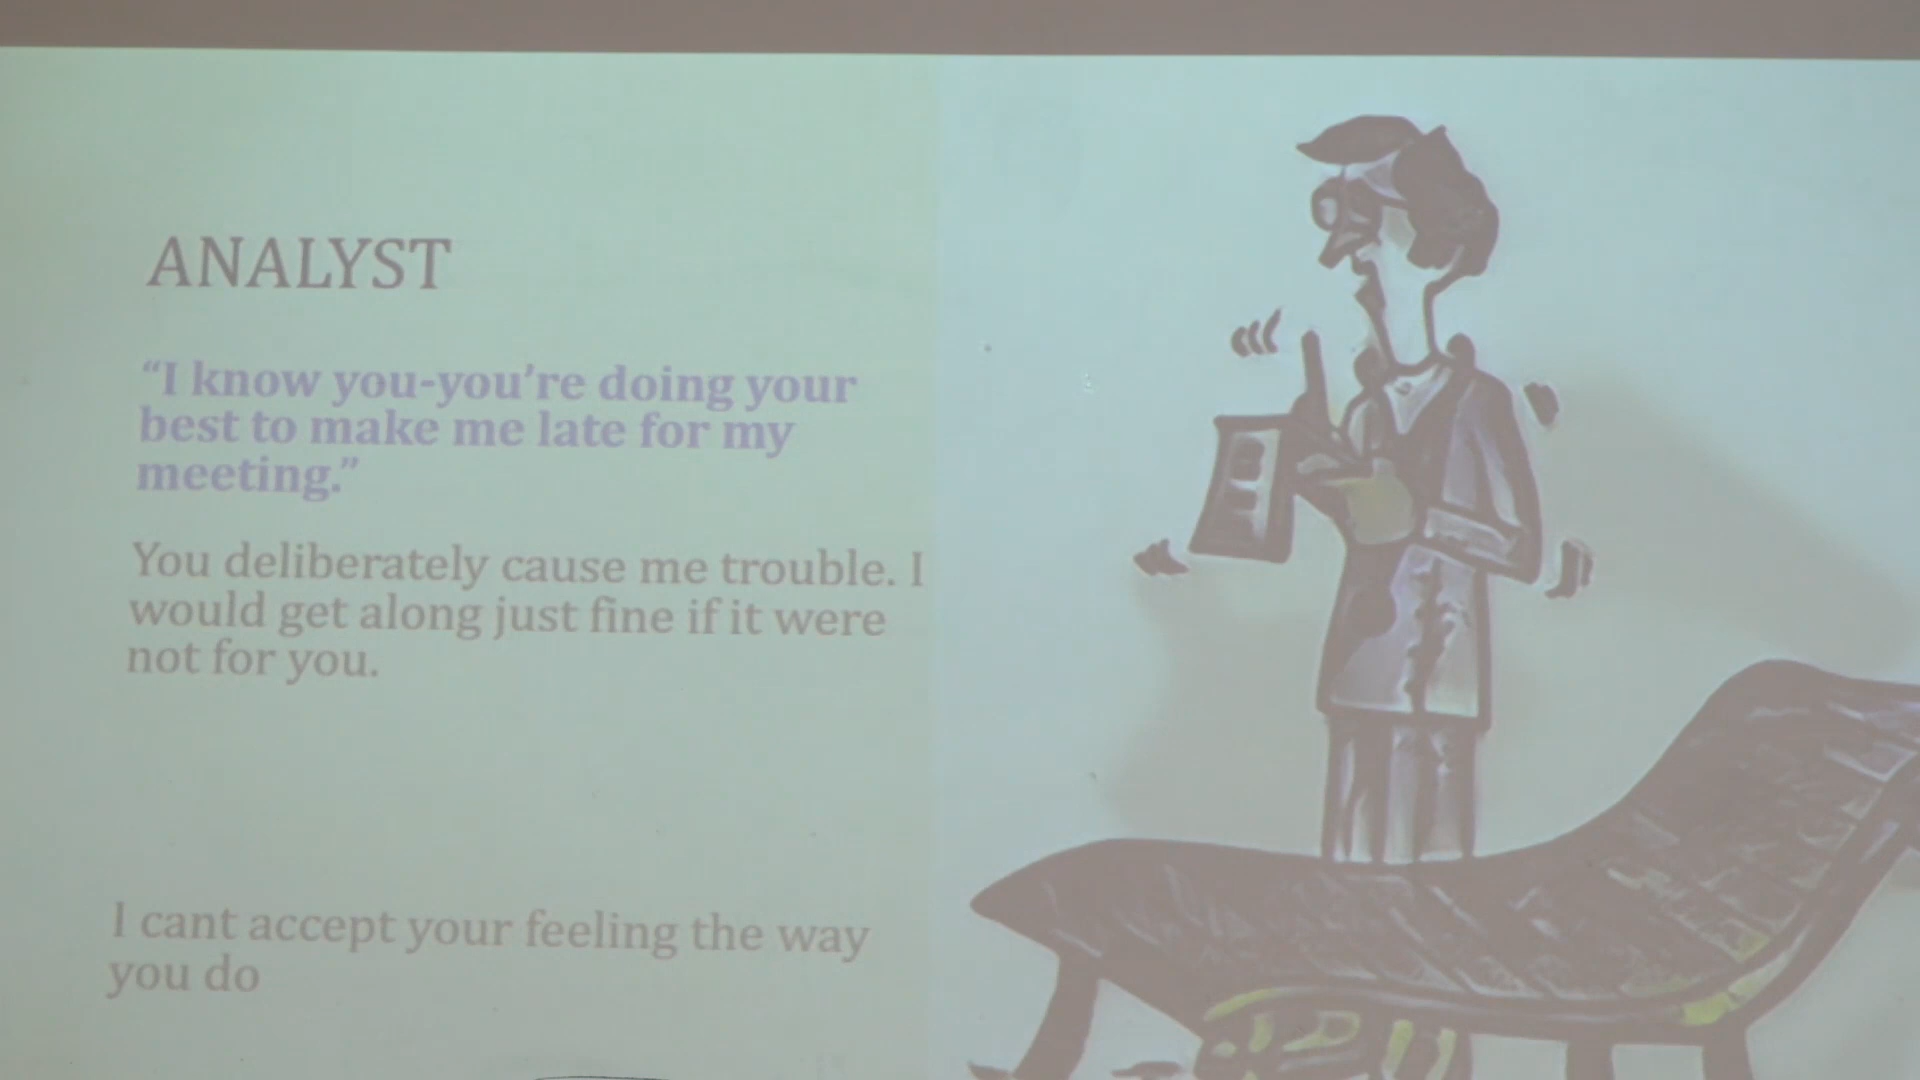 ANALYST
“I know you-you’re doing your
best to make me late for my
meeting.”
You deliberately cause me trouble. I
would get along just fine if it were
not for you.
I cant accept your feeling the way
you do